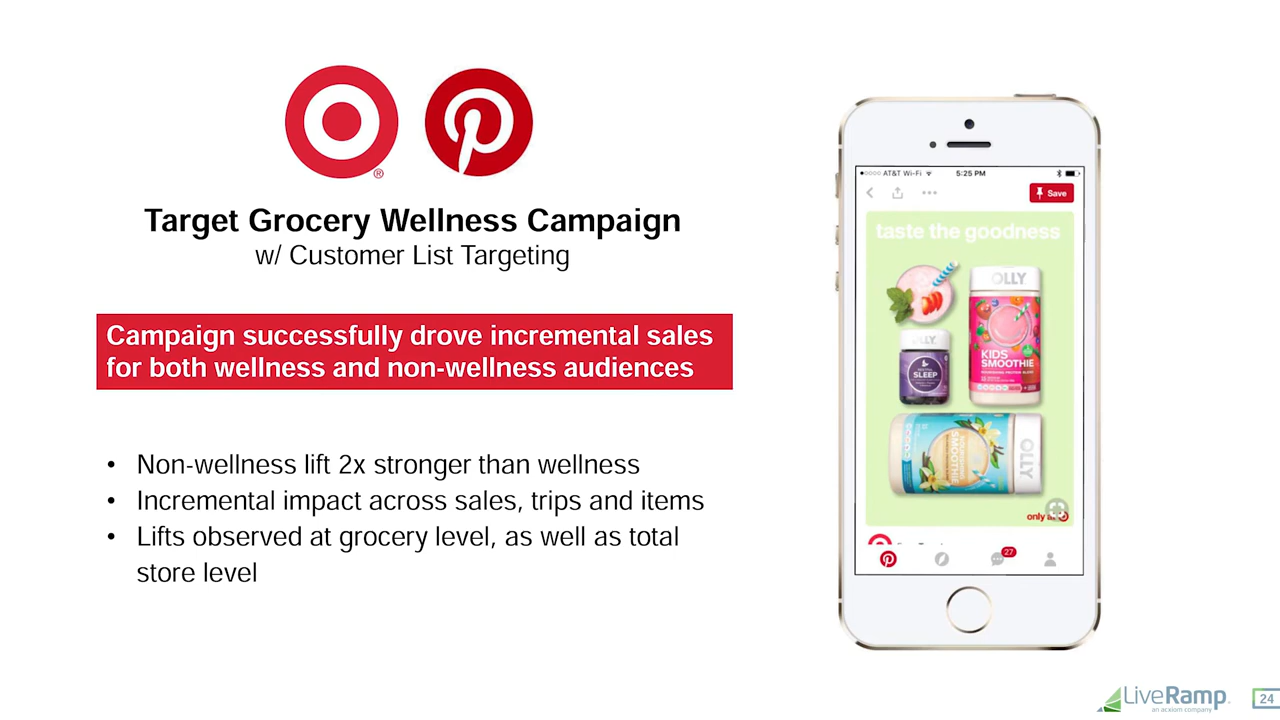 ®
Target Grocery Wellness Campaign
w/ Customer List Targeting
Campaign successfully drove incremental sales
for both wellness and non-wellness audiences
• Non-wellness lift 2x stronger than wellness
• Incremental impact across sales, trips and items
• Lifts observed at grocery level, as well as total
store level
AT&T Wi-Fi 5:25 PM
Save
taste the goodness
OLLY
KIDS
SMOOTHIE
OLLY
SLEEP
OLLY
SMOOTHIE
only at
27
LiveRamp
an acxiom company
24